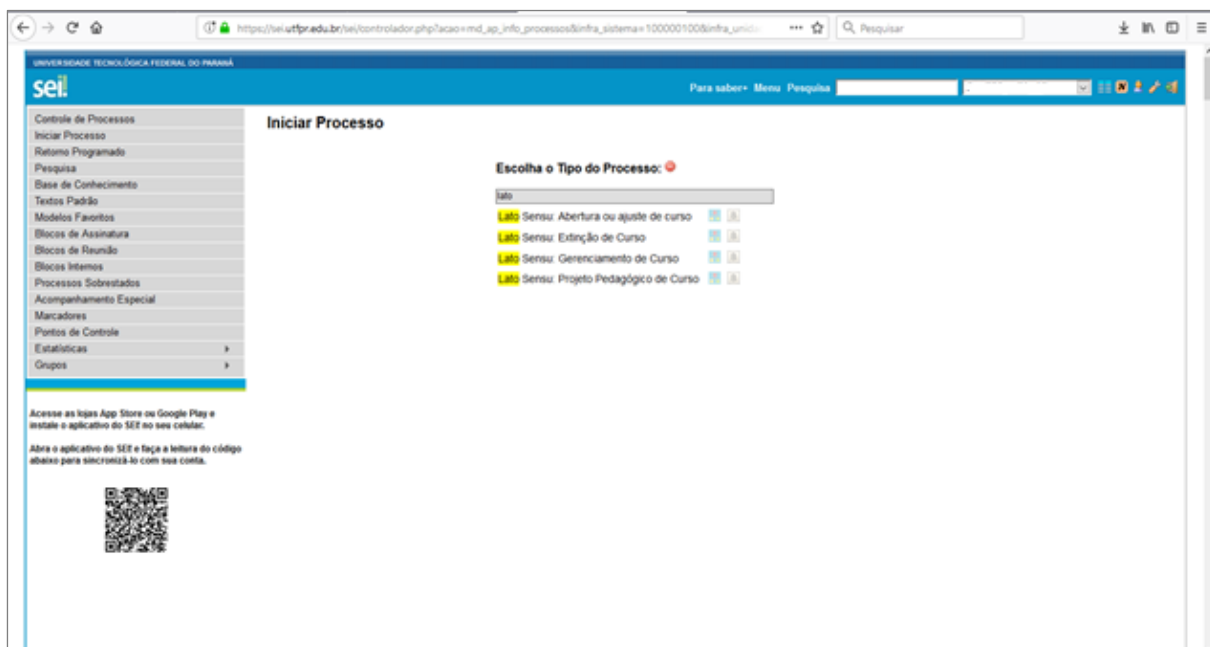 https://sei.utfpr.edu.br/sei/controlador.php?acao=md_ap_info_processos&infra_sistema=100000100&infra_unida
Pesquisar
UNIVERSIDADE TECNOLÓGICA FEDERAL DO PARANÁ
sei!
Para saber+ Menu Pesquisa
Controle de Processos
Iniciar Processo
Retorno Programado
Pesquisa
Base de Conhecimento
Textos Padrão
Modelos Favoritos
Blocos de Assinatura
Blocos de Reunião
Blocos Internos
Processos Sobrestados
Acompanhamento Especial
Marcadores
Pontos de Controle
Estatísticas
Grupos
Acesse as lojas App Store ou Google Play e
instale o aplicativo do SEI! no seu celular.
Abra o aplicativo do SEI! e faça a leitura do código
abaixo para sincronizá-lo com sua conta.
Iniciar Processo
Escolha o Tipo do Processo:
lato
Lato Sensu: Abertura ou ajuste de curso
Lato Sensu: Extinção de Curso
Lato Sensu: Gerenciamento de Curso
Lato Sensu: Projeto Pedagógico de Curso